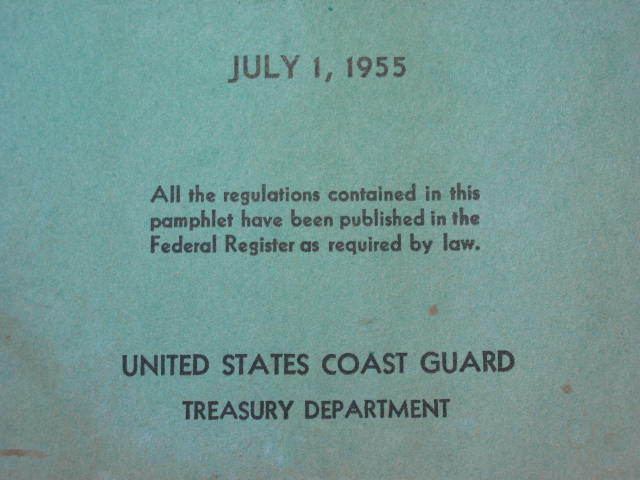 JULY 1, 1955
All the regulations contained in this
pamphlet have been published in the
Federal Register as required by law.
UNITED STATES COAST GUARD
TREASURY DEPARTMENT